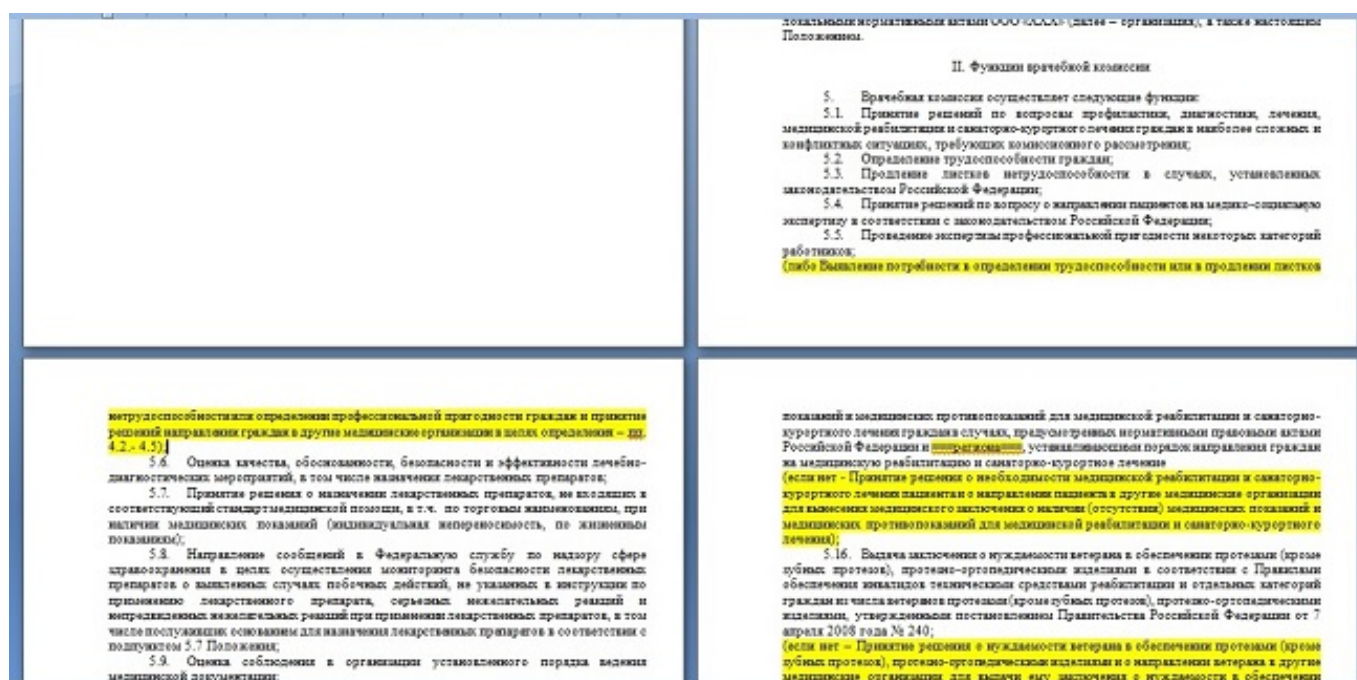 локальными нормативными актами ООО «ХХХ» (далее – организация), а также настоящим
Положением.
II. Функции врачебной комиссии
5. Врачебная комиссия осуществляет следующие функции:
5.1. Принятие решений по вопросам профилактики, диагностики, лечения,
медицинской реабилитации и санаторно-курортного лечения граждан в наиболее сложных и
конфликтных ситуациях, требующих комиссионного рассмотрения;
5.2. Определение трудоспособности граждан;
5.3. Продление листков нетрудоспособности в случаях, установленных
законодательством Российской Федерации;
5.4. Принятие решений по вопросу о направлении пациентов на медико-социальную
экспертизу в соответствии с законодательством Российской Федерации;
5.5. Проведение экспертизы профессиональной пригодности некоторых категорий
работников;
(либо Выявление потребности в определении трудоспособности или в продлении листков
нетрудоспособности или определении профессиональной пригодности граждан и принятие
решений направлении граждан в другие медицинские организации в целях определения – пп.
4.2.- 4.5);
5.6. Оценка качества, обоснованности, безопасности и эффективности лечебно-
диагностических мероприятий, в том числе назначения лекарственных препаратов;
5.7. Принятие решения о назначении лекарственных препаратов, не входящих в
соответствующий стандарт медицинской помощи, в т.ч. по торговым наименованиям, при
наличии медицинских показаний (индивидуальная непереносимость, по жизненным
показаниям);
5.8. Направление сообщений в Федеральную службу по надзору сфере
здравоохранения в целях осуществления мониторинга безопасности лекарственных
препаратов о выявленных случаях побочных действий, не указанных в инструкции по
применению лекарственного препарата, серьезных нежелательных реакций и
непредвиденных нежелательных реакций при применении лекарственных препаратов, в том
числе послуживших основанием для назначения лекарственных препаратов в соответствии с
подпунктом 5.7 Положения;
5.9. Оценка соблюдения в организации установленного порядка ведения
медицинской документации;
показаний и медицинских противопоказаний для медицинской реабилитации и санаторно-
курортного лечения граждан в случаях, предусмотренных нормативными правовыми актами
Российской Федерации и ===региона===, устанавливающими порядок направления граждан
на медицинскую реабилитацию и санаторно-курортное лечение
(если нет - Принятие решения о необходимости медицинской реабилитации и санаторно-
курортного лечения пациента и о направлении пациента в другие медицинские организации
для вынесения медицинского заключения о наличии (отсутствии) медицинских показаний и
медицинских противопоказаний для медицинской реабилитации и санаторно-курортного
лечения);
5.16. Выдача заключения о нуждаемости ветерана в обеспечении протезами (кроме
зубных протезов), протезно-ортопедическими изделиями в соответствии с Правилами
обеспечения инвалидов техническими средствами реабилитации и отдельных категорий
граждан из числа ветеранов протезами (кроме зубных протезов), протезно-ортопедическими
изделиями, утвержденными постановлением Правительства Российской Федерации от 7
апреля 2008 года № 240;
(если нет – Принятие решения о нуждаемости ветерана в обеспечении протезами (кроме
зубных протезов), протезно-ортопедическими изделиями и о направлении ветерана в другие
медицинские организации для выдачи ему заключения о нуждаемости в обеспечении